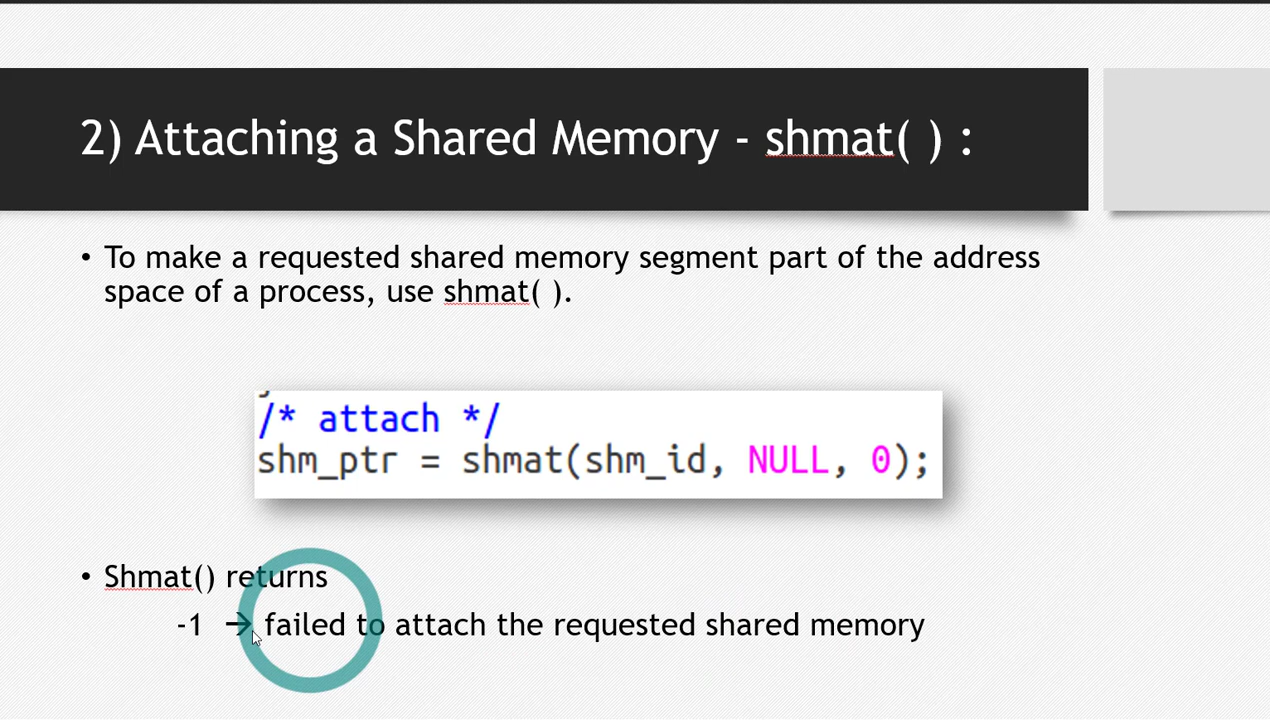 2) Attaching a Shared Memory - shmat( ) :
• To make a requested shared memory segment part of the address
space of a process, use shmat( ).
/* attach */
shm_ptr = shmat(shm_id, NULL, 0);
• Shmat() returns
-1 → failed to attach the requested shared memory